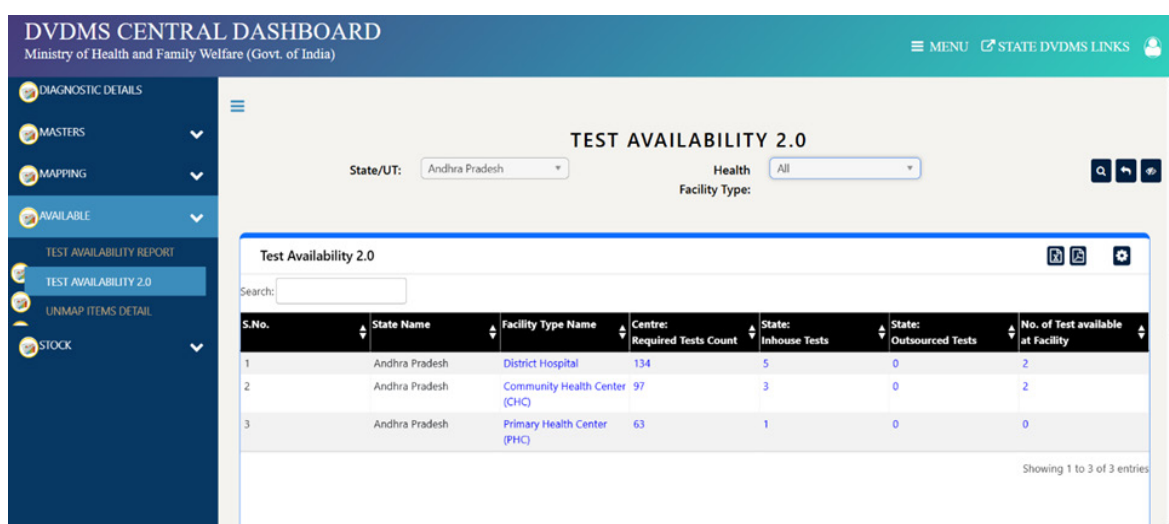 DVDMS CENTRAL DASHBOARD
Ministry of Health and Family Welfare (Govt. of India)
MENU STATE DVDMS LINKS
DIAGNOSTIC DETAILS
MASTERS
MAPPING
AVAILABLE
TEST AVAILABILITY REPORT
TEST AVAILABILITY 2.0
UNMAP ITEMS DETAIL
STOCK
TEST AVAILABILITY 2.0
State/UT: Andhra Pradesh Health All
Facility Type:
Test Availability 2.0
Search:
S.No. State Name Facility Type Name Centre: State: State: No. of Test available
Required Tests Count Inhouse Tests Outsourced Tests at Facility
1 Andhra Pradesh District Hospital 134 5 0 2
2 Andhra Pradesh Community Health Center 97 3 0 2
(CHC)
3 Andhra Pradesh Primary Health Center 63 1 0 0
(PHC)
Showing 1 to 3 of 3 entries